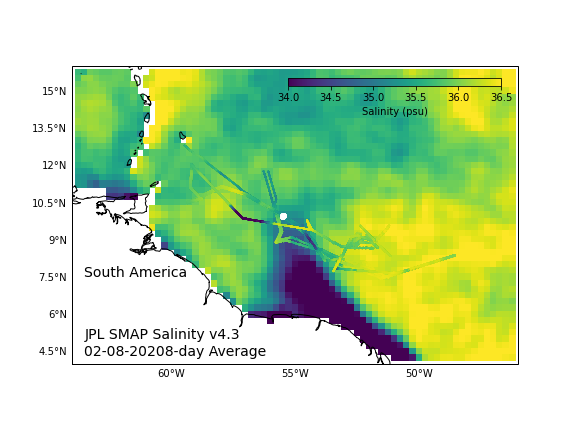 34.0 34.5 35.0 35.5 36.0 36.5
Salinity (psu)
15°N
13.5°N
12°N
10.5°N
9°N
7.5°N
6°N
4.5°N
South America
JPL SMAP Salinity v4.3
02-08-20208-day Average
60°W 55°W 50°W